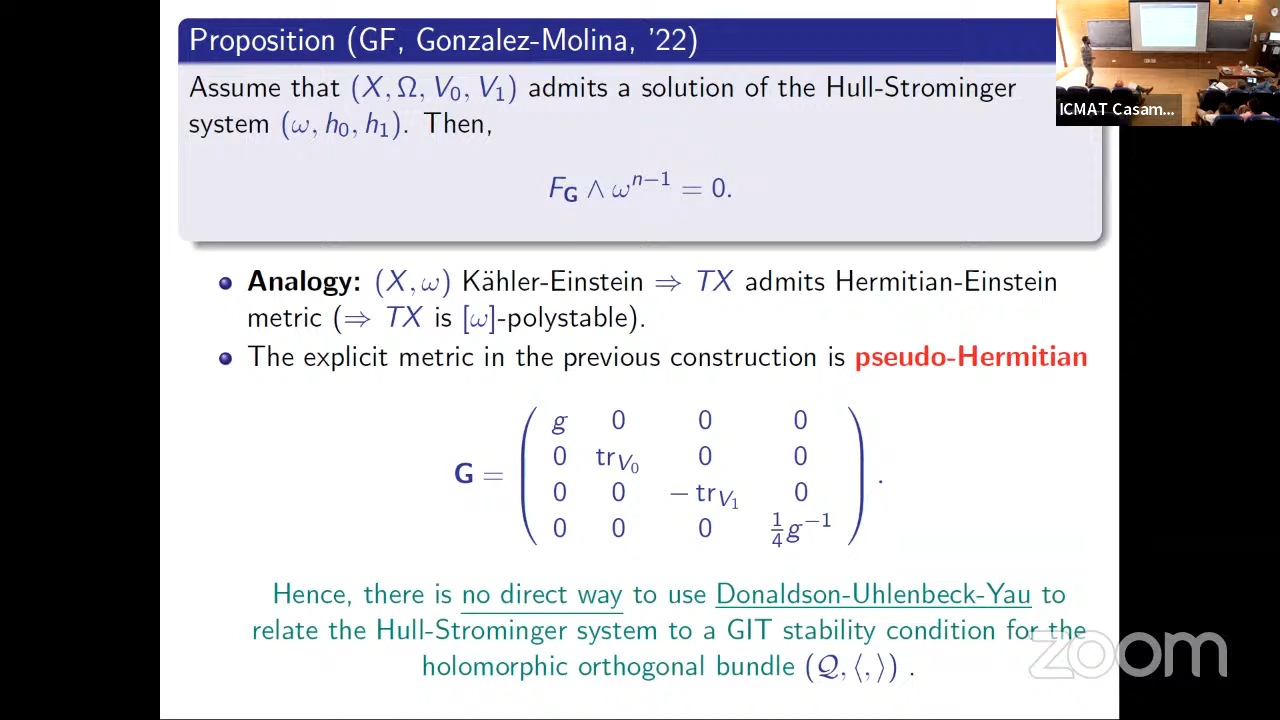 Proposition (GF, Gonzalez-Molina, '22)
Assume that (X, Ω, V₀, V₁) admits a solution of the Hull-Strominger
system (ω, h₀, h₁). Then,
F_G ∧ ωⁿ⁻¹ = 0.
Analogy: (X, ω) Kähler-Einstein ⇒ TX admits Hermitian-Einstein
metric (⇒ TX is [ω]-polystable).
The explicit metric in the previous construction is pseudo-Hermitian
g 0 0 0
0 tr_V₀ 0 0
G =
0 0 − tr_V₁ 0
0 0 0 ¼g⁻¹ .
Hence, there is no direct way to use Donaldson-Uhlenbeck-Yau to
relate the Hull-Strominger system to a GIT stability condition for the
holomorphic orthogonal bundle (Q, ⟨,⟩) .
ICMAT Casam...
zoom